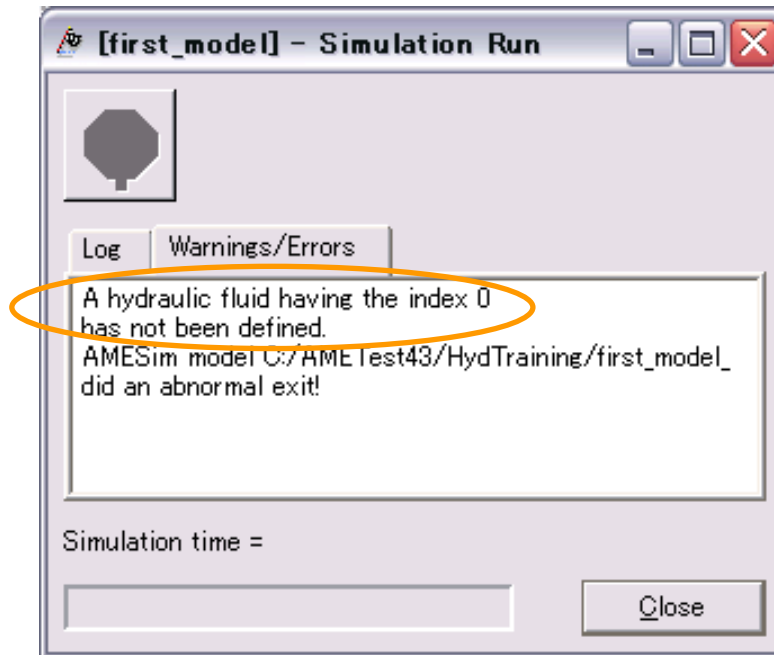 [first_model] - Simulation Run
Log
Warnings/Errors
A hydraulic fluid having the index 0
has not been defined.
AMESim model C:/AMETest43/HydTraining/first_model_
did an abnormal exit!
Simulation time =
Close